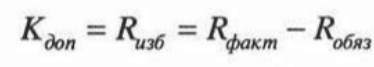 K_доп = R_изб = R_факт − R_обяз